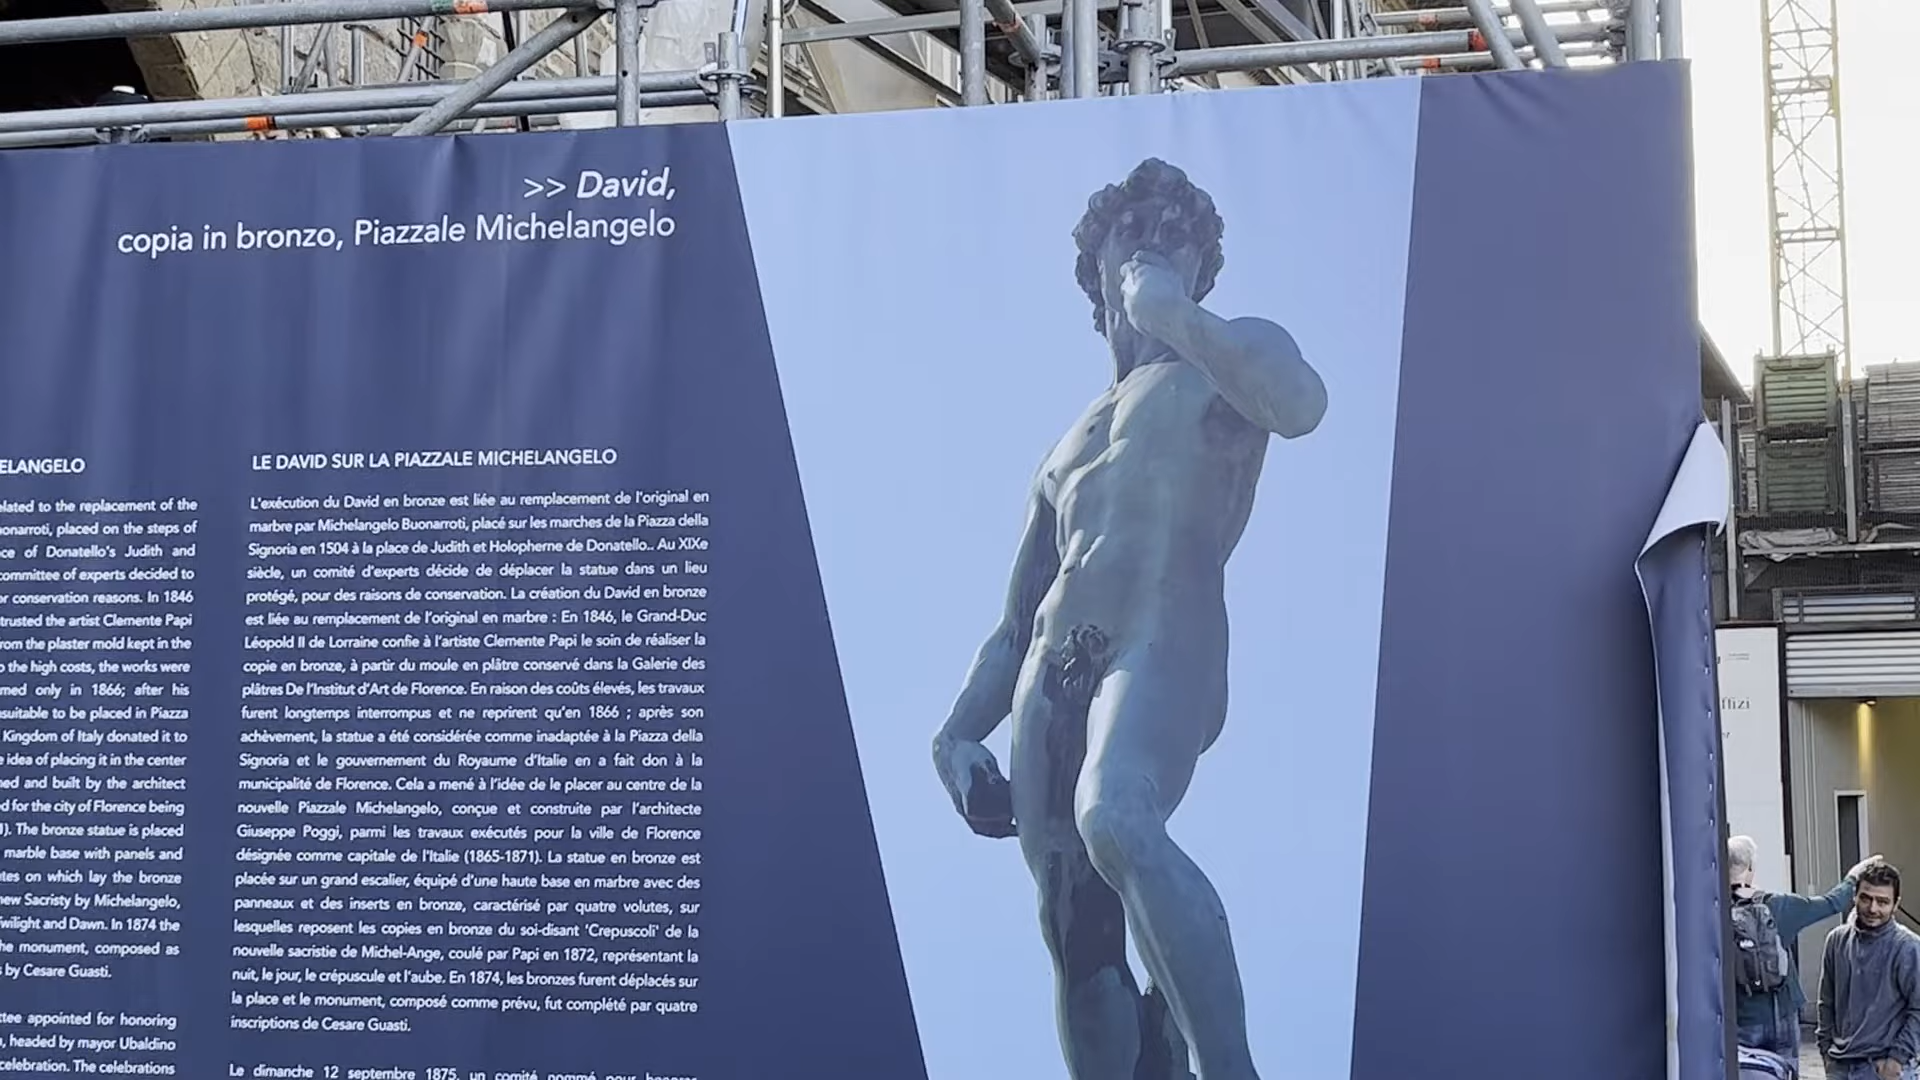 >> David,
copia in bronzo, Piazzale Michelangelo
ELANGELO
elated to the replacement of the
uonarroti, placed on the steps of
ce of Donatello's Judith and
committee of experts decided to
or conservation reasons. In 1846
trusted the artist Clemente Papi
rom the plaster mold kept in the
o the high costs, the works were
med only in 1866; after his
suitable to be placed in Piazza
Kingdom of Italy donated it to
e idea of placing it in the center
ned and built by the architect
d for the city of Florence being
1). The bronze statue is placed
marble base with panels and
tes on which lay the bronze
new Sacristy by Michelangelo,
Twilight and Dawn. In 1874 the
he monument, composed as
s by Cesare Guasti.
ttee appointed for honoring
headed by mayor Ubaldino
celebration. The celebrations
LE DAVID SUR LA PIAZZALE MICHELANGELO
L'exécution du David en bronze est liée au remplacement de l'original en
marbre par Michelangelo Buonarroti, placé sur les marches de la Piazza della
Signoria en 1504 à la place de Judith et Holopherne de Donatello.. Au XIXe
siècle, un comité d'experts décide de déplacer la statue dans un lieu
protégé, pour des raisons de conservation. La création du David en bronze
est liée au remplacement de l'original en marbre : En 1846, le Grand-Duc
Léopold II de Lorraine confie à l'artiste Clemente Papi le soin de réaliser la
copie en bronze, à partir du moule en plâtre conservé dans la Galerie des
plâtres De l'Institut d'Art de Florence. En raison des coûts élevés, les travaux
furent longtemps interrompus et ne reprirent qu'en 1866 ; après son
achèvement, la statue a été considérée comme inadaptée à la Piazza della
Signoria et le gouvernement du Royaume d'Italie en a fait don à la
municipalité de Florence. Cela a mené à l'idée de le placer au centre de la
nouvelle Piazzale Michelangelo, conçue et construite par l'architecte
Giuseppe Poggi, parmi les travaux exécutés pour la ville de Florence
désignée comme capitale de l'Italie (1865-1871). La statue en bronze est
placée sur un grand escalier, équipé d'une haute base en marbre avec des
panneaux et des inserts en bronze, caractérisé par quatre volutes, sur
lesquelles reposent les copies en bronze du soi-disant 'Crepuscoli' de la
nouvelle sacristie de Michel-Ange, coulé par Papi en 1872, représentant la
nuit, le jour, le crépuscule et l'aube. En 1874, les bronzes furent déplacés sur
la place et le monument, composé comme prévu, fut complété par quatre
inscriptions de Cesare Guasti.
Le dimanche 12 septembre 1875, un comité nommé pour honorer
ffizi